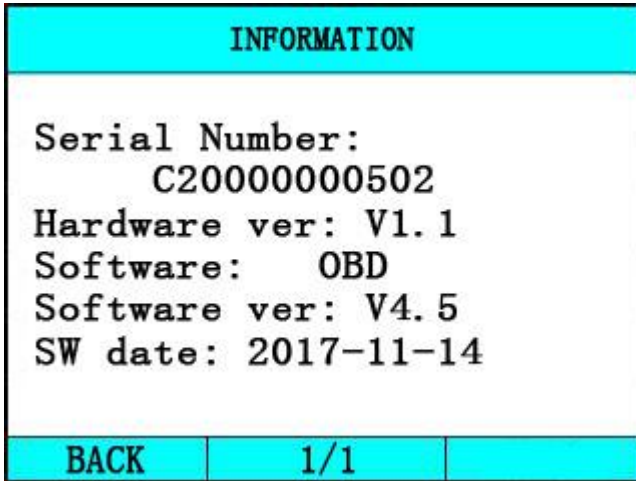 INFORMATION
Serial Number:
C20000000502
Hardware ver: V1.1
Software: OBD
Software ver: V4.5
SW date: 2017-11-14
BACK 1/1